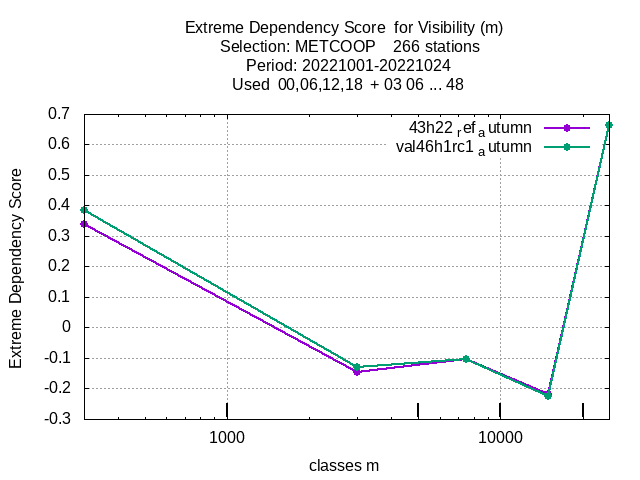 Extreme Dependency Score  for Visibility (m)
Selection: METCOOP    266 stations
Period: 20221001-20221024
Used  00,06,12,18  + 03 06 ... 48
43h22 ref a utumn
val46h1rc1 a utumn
Extreme Dependency Score
0.7
0.6
0.5
0.4
0.3
0.2
0.1
0
-0.1
-0.2
-0.3
1000 10000
classes m